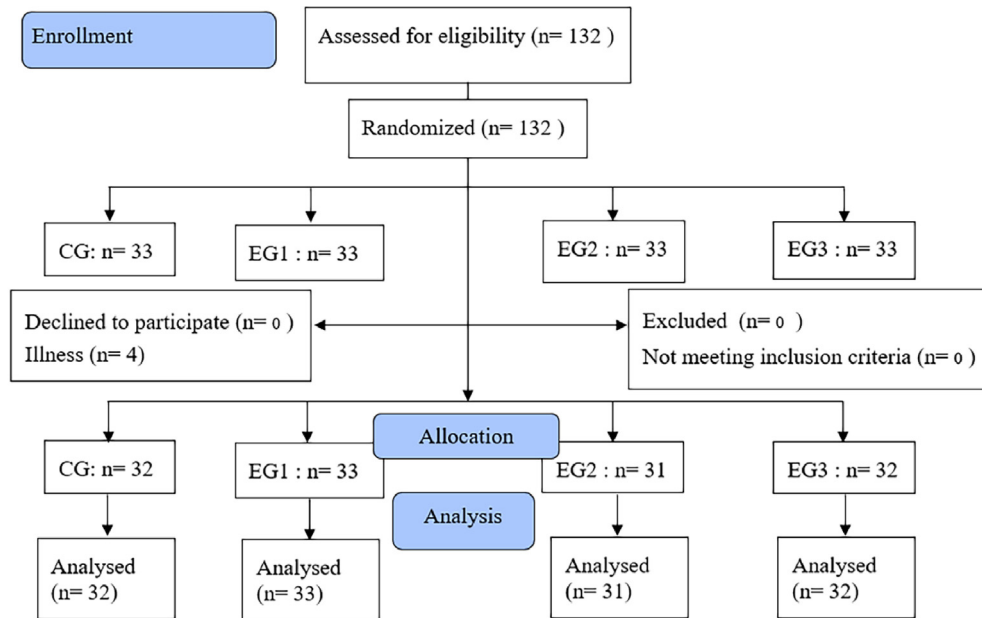 Enrollment
Assessed for eligibility (n= 132 )
Randomized (n= 132 )
CG: n= 33
EG1 : n= 33
EG2 : n= 33
EG3 : n= 33
Declined to participate (n= 0 )
Illness (n= 4)
Excluded (n= 0 )
Not meeting inclusion criteria (n= 0 )
Allocation
CG: n= 32
EG1 : n= 33
EG2 : n= 31
EG3 : n= 32
Analysis
Analysed
(n= 32)
Analysed
(n= 33)
Analysed
(n= 31)
Analysed
(n= 32)